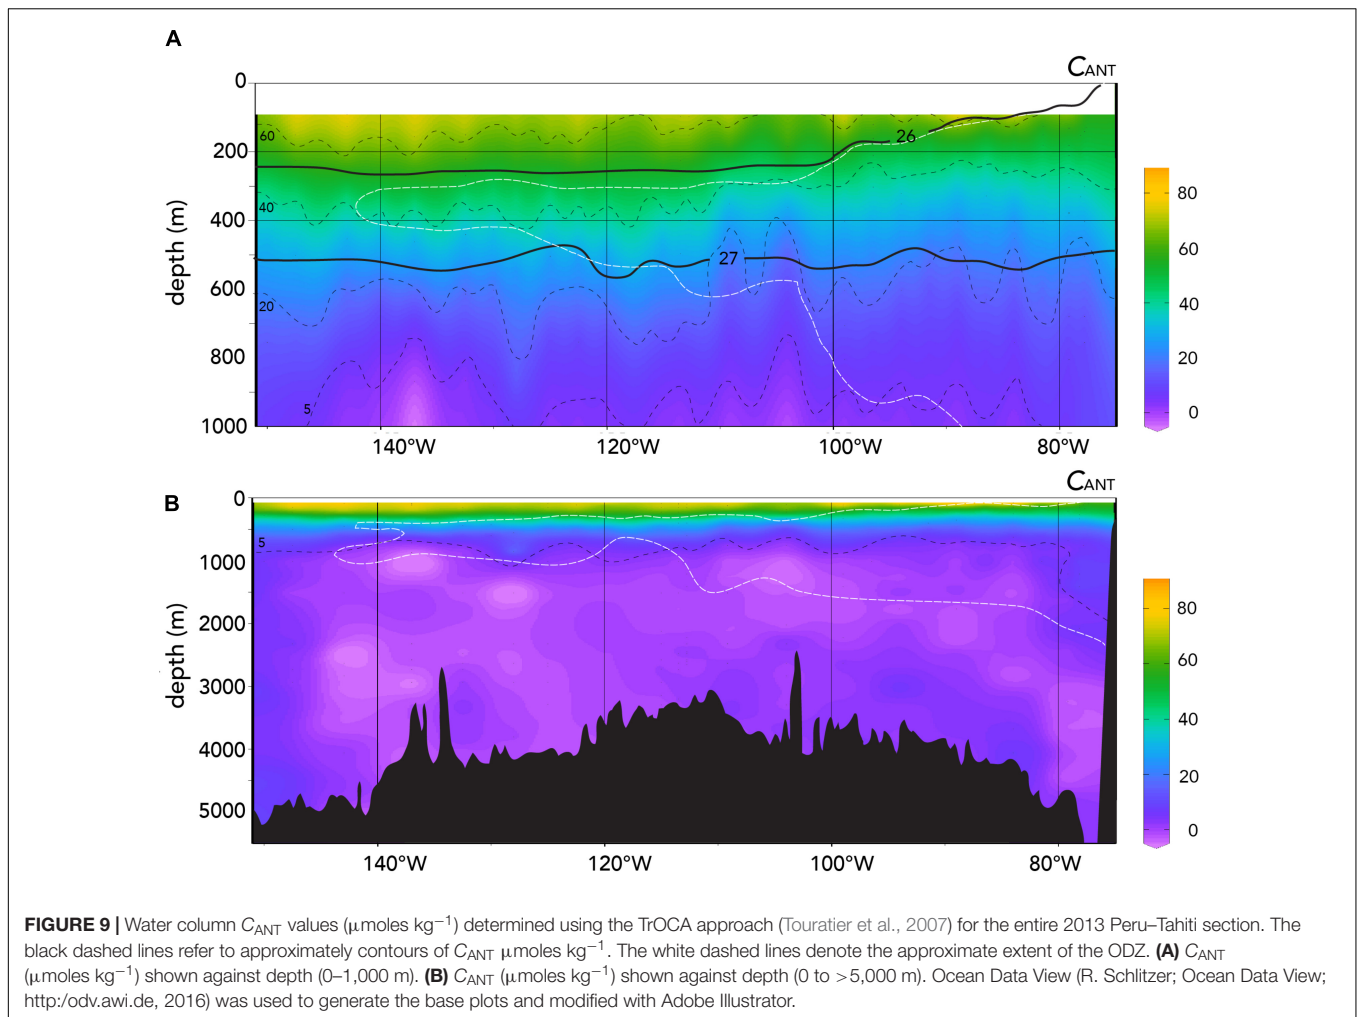 A
C_ANT
0
200
400
600
800
1000
depth (m)
60
40
20
5
26
27
80
60
40
20
0
140°W
120°W
100°W
80°W
B
C_ANT
0
1000
2000
3000
4000
5000
depth (m)
5
80
60
40
20
0
140°W
120°W
100°W
80°W
FIGURE 9 | Water column C_ANT values (μmoles kg⁻¹) determined using the TrOCA approach (Touratier et al., 2007) for the entire 2013 Peru–Tahiti section. The
black dashed lines refer to approximately contours of C_ANT μmoles kg⁻¹. The white dashed lines denote the approximate extent of the ODZ. (A) C_ANT
(μmoles kg⁻¹) shown against depth (0–1,000 m). (B) C_ANT (μmoles kg⁻¹) shown against depth (0 to >5,000 m). Ocean Data View (R. Schlitzer; Ocean Data View;
http:/odv.awi.de, 2016) was used to generate the base plots and modified with Adobe Illustrator.